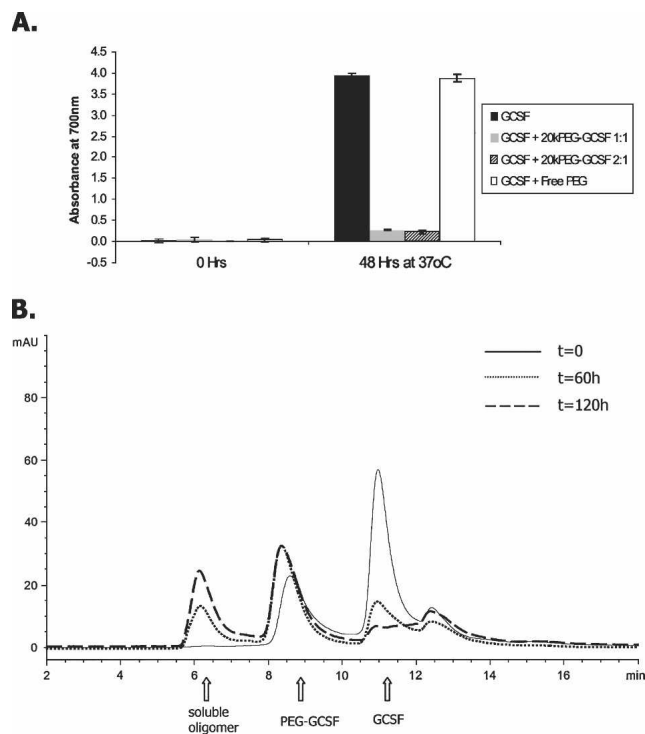 A.
4.5
4.0
3.5
3.0
2.5
2.0
1.5
1.0
0.5
0.0
-0.5
Absorbance at 700nm
0 Hrs
48 Hrs at 37oC
GCSF
GCSF + 20kPEG-GCSF 1:1
GCSF + 20kPEG-GCSF 2:1
GCSF + Free PEG
B.
mAU
80
60
40
20
0
t=0
t=60h
t=120h
2 4 6 8 10 12 14 16 min
soluble
oligomer
PEG-GCSF
GCSF